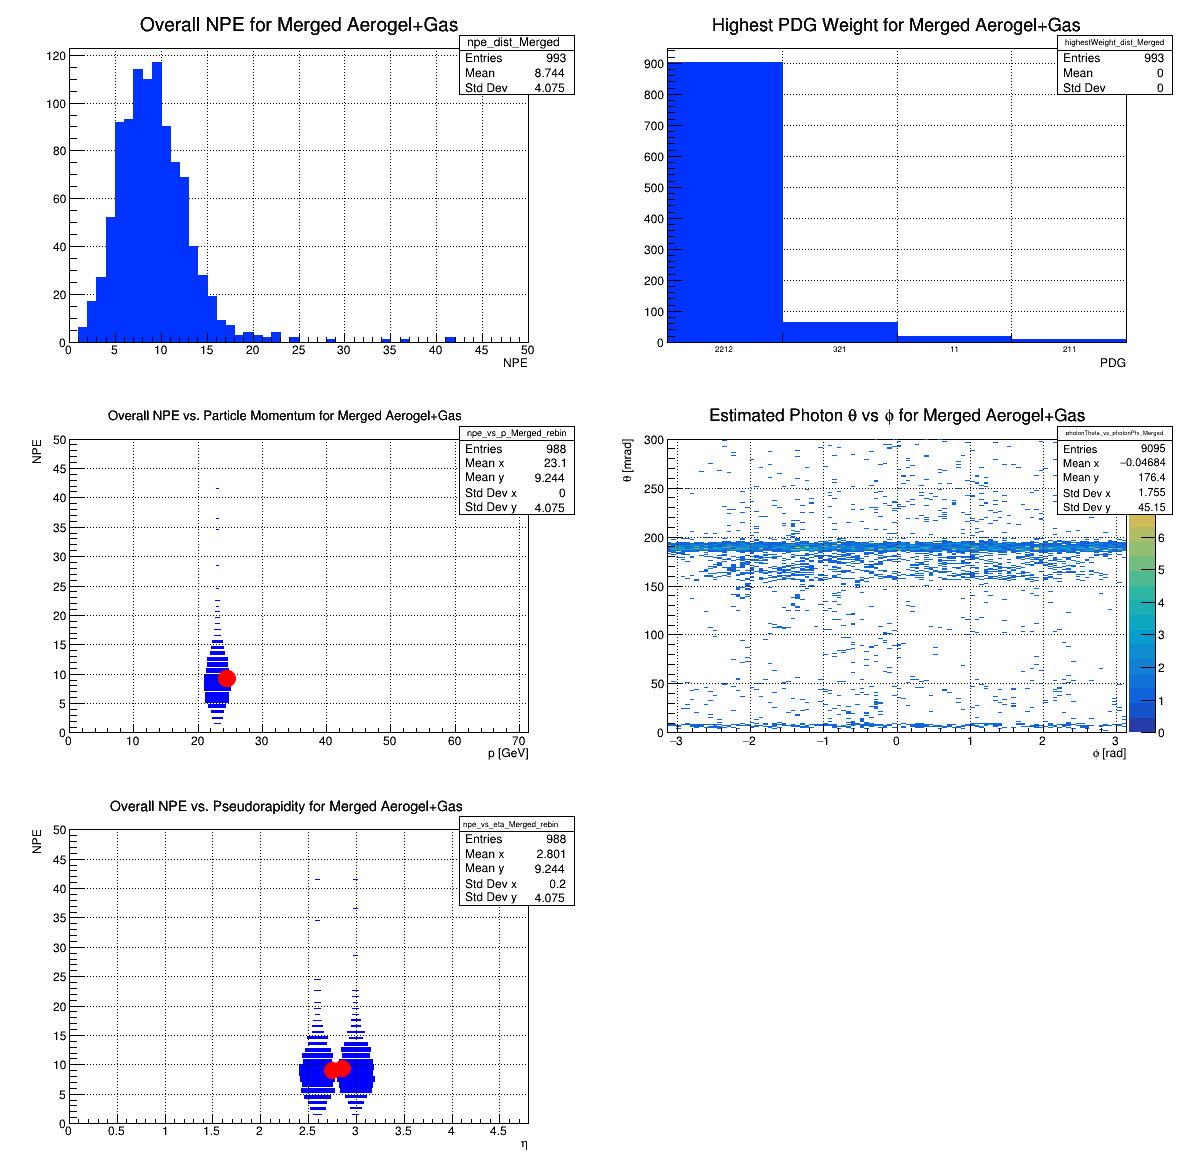 Overall NPE for Merged Aerogel+Gas
npe_dist_Merged
Entries 993
Mean 8.744
Std Dev 4.075
120
100
80
60
40
20
0
0 5 10 15 20 25 30 35 40 45 50
NPE
Highest PDG Weight for Merged Aerogel+Gas
highestWeight_dist_Merged
Entries 993
Mean 0
Std Dev 0
900
800
700
600
500
400
300
200
100
0
2212 321 11 211
PDG
Overall NPE vs. Particle Momentum for Merged Aerogel+Gas
npe_vs_p_Merged_rebin
Entries 988
Mean x 23.1
Mean y 9.244
Std Dev x 0
Std Dev y 4.075
NPE
50
45
40
35
30
25
20
15
10
5
0
0 10 20 30 40 50 60 70
p [GeV]
Estimated Photon θ vs ϕ for Merged Aerogel+Gas
photonTheta_vs_photonPhi_Merged
Entries 9095
Mean x −0.04684
Mean y 176.4
Std Dev x 1.755
Std Dev y 45.15
θ [mrad]
300
250
200
150
100
50
0
−3 −2 −1 0 1 2 3
ϕ [rad]
6
5
4
3
2
1
0
Overall NPE vs. Pseudorapidity for Merged Aerogel+Gas
npe_vs_eta_Merged_rebin
Entries 988
Mean x 2.801
Mean y 9.244
Std Dev x 0.2
Std Dev y 4.075
NPE
50
45
40
35
30
25
20
15
10
5
0
0 0.5 1 1.5 2 2.5 3 3.5 4 4.5
η